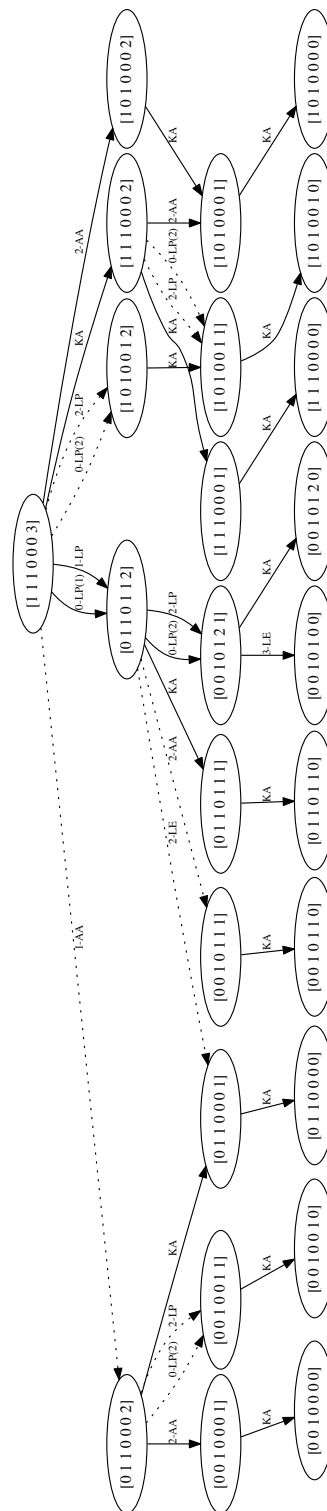 [1 1 1 0 0 0 3]
2-AA
KA
2-LP
0-LP(2)
1-LP
0-LP(1)
1-AA
[1 0 1 0 0 0 2]
[1 1 1 0 0 0 2]
[1 0 1 0 0 1 2]
[0 1 1 0 1 1 2]
[0 1 1 0 0 0 2]
KA
2-AA
0-LP(2)
2-LP
KA
KA
2-LP
0-LP(2)
KA
2-AA
2-LE
KA
2-LP
0-LP(2)
2-AA
[1 0 1 0 0 0 1]
[1 0 1 0 0 1 1]
[1 1 1 0 0 0 1]
[0 0 1 0 1 2 1]
[0 1 1 0 1 1 1]
[0 0 1 0 1 1 1]
[0 1 1 0 0 0 1]
[0 0 1 0 0 1 1]
[0 0 1 0 0 0 1]
KA
KA
KA
KA
3-LE
KA
KA
KA
KA
KA
[1 0 1 0 0 0 0]
[1 0 1 0 0 1 0]
[1 1 1 0 0 0 0]
[0 0 1 0 1 2 0]
[0 0 1 0 1 0 0]
[0 1 1 0 1 1 0]
[0 0 1 0 1 1 0]
[0 1 1 0 0 0 0]
[0 0 1 0 0 1 0]
[0 0 1 0 0 0 0]